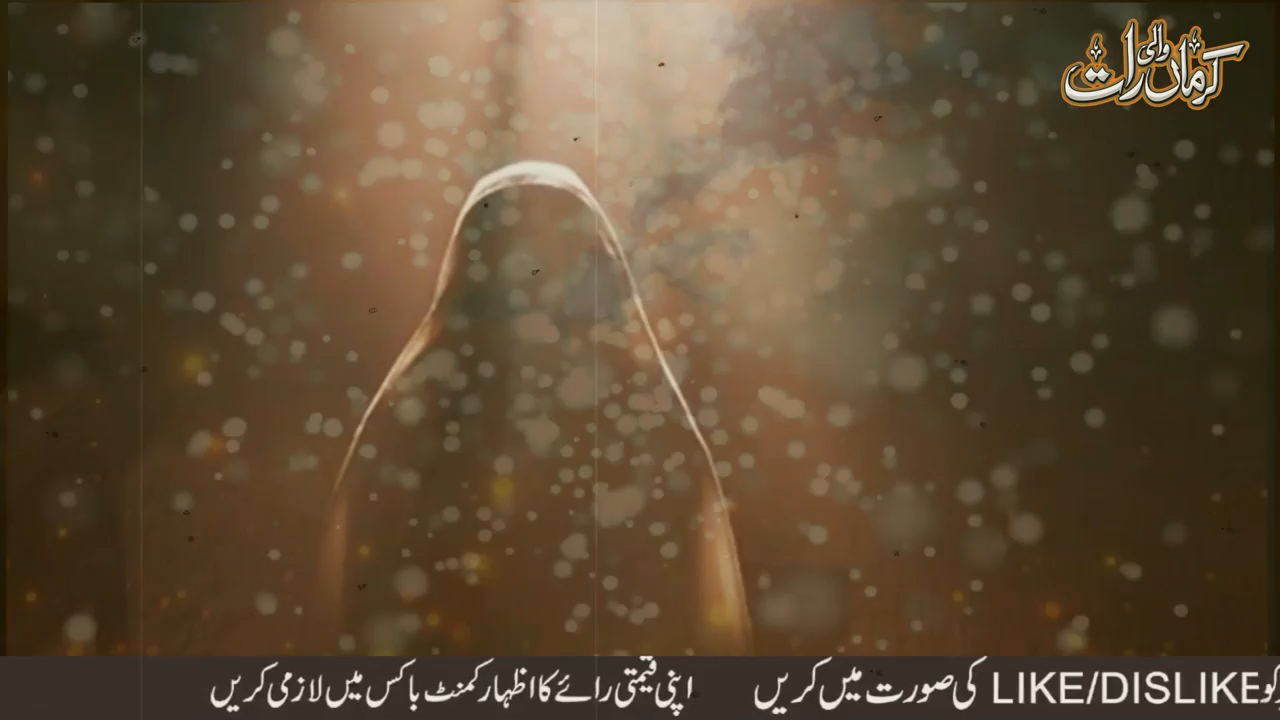 کرماں والی رات
کو LIKE/DISLIKE کی صورت میں کریں اپنی قیمتی رائے کا اظہار کمنٹ باکس میں لازمی کریں